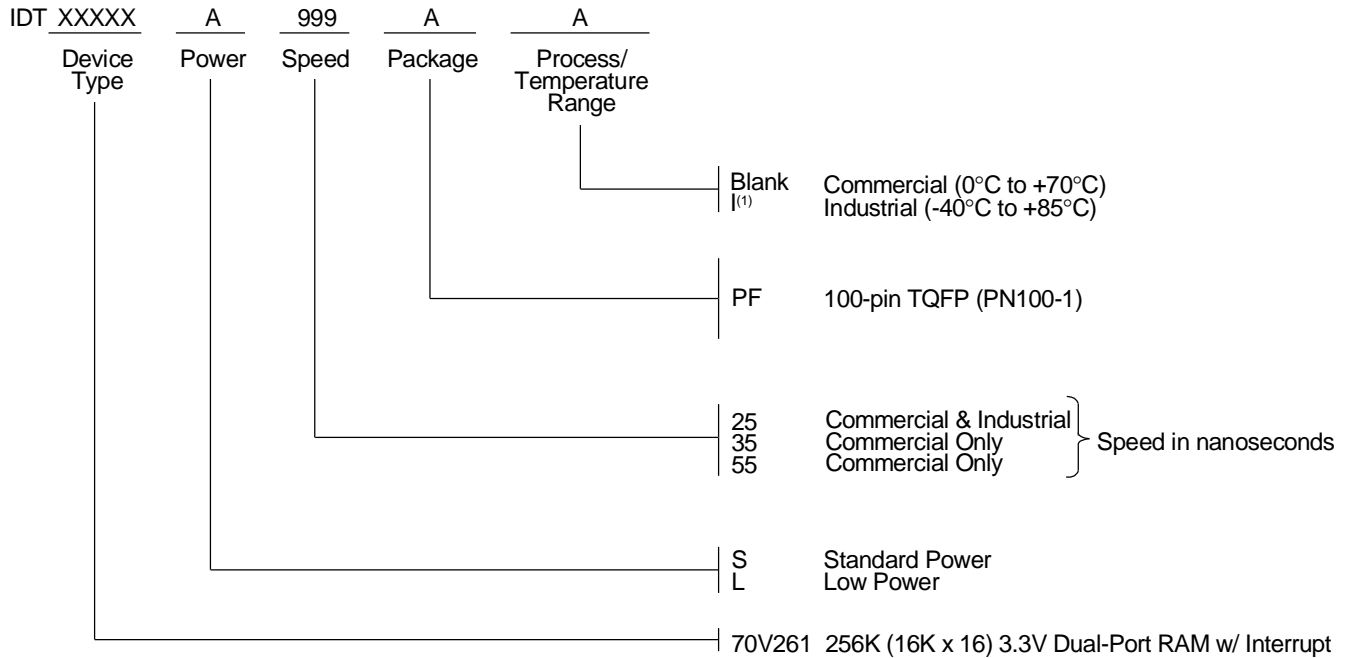 IDT XXXXX A 999 A A
Device Type Power Speed Package Process/ Temperature Range
Blank Commercial (0°C to +70°C)
I(1) Industrial (-40°C to +85°C)
PF 100-pin TQFP (PN100-1)
25 Commercial & Industrial
35 Commercial Only
55 Commercial Only
Speed in nanoseconds
S Standard Power
L Low Power
70V261 256K (16K x 16) 3.3V Dual-Port RAM w/ Interrupt